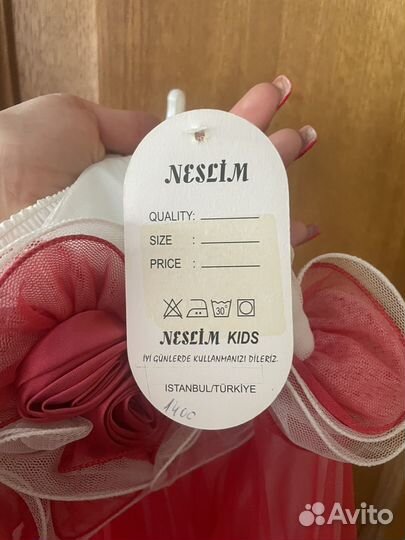 NESLİM
QUALITY:
SIZE :
PRICE :
30°
NESLİM KIDS
İYİ GÜNLERDE KULLANMANIZI DİLERİZ.
ISTANBUL/TÜRKİYE
1400
Avito